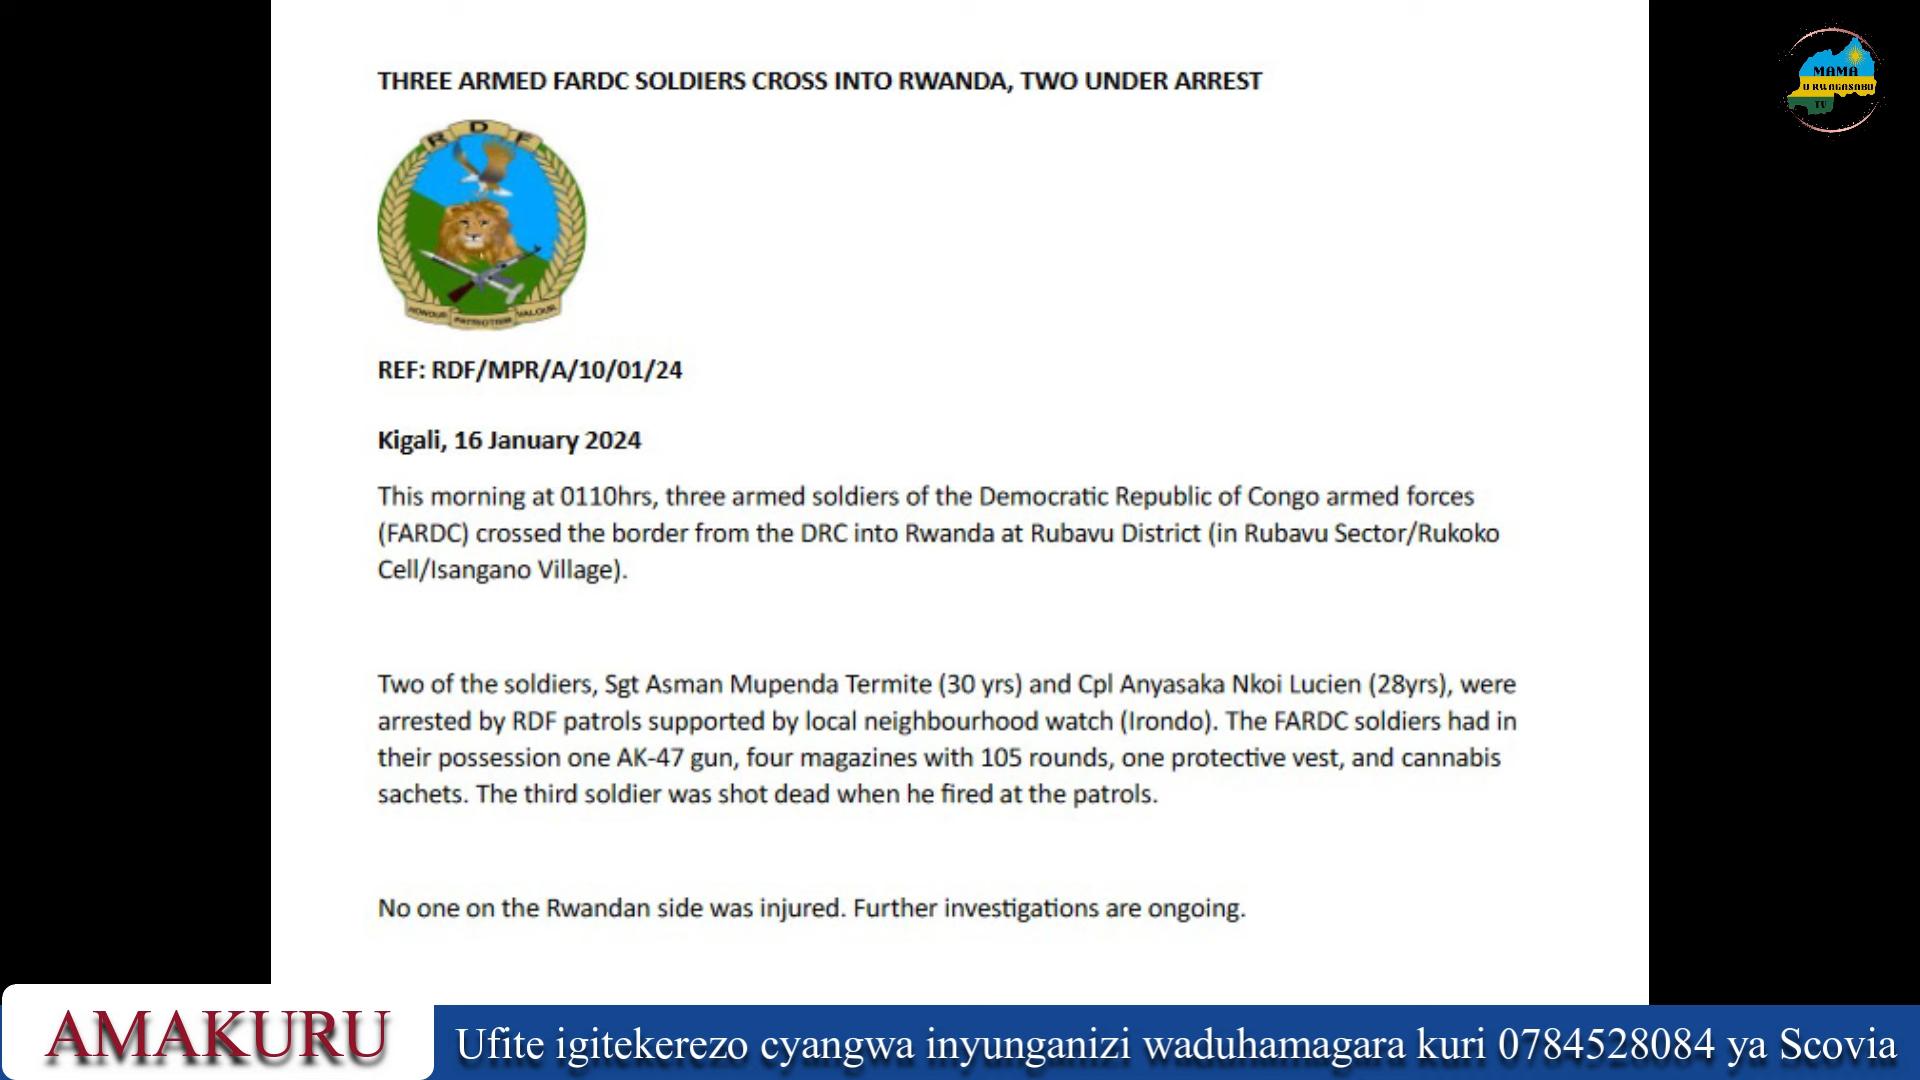 THREE ARMED FARDC SOLDIERS CROSS INTO RWANDA, TWO UNDER ARREST
MAMA
U RWAGASABO
TV
R D F
HONOUR PATRIOTISM VALOUR
REF: RDF/MPR/A/10/01/24
Kigali, 16 January 2024
This morning at 0110hrs, three armed soldiers of the Democratic Republic of Congo armed forces
(FARDC) crossed the border from the DRC into Rwanda at Rubavu District (in Rubavu Sector/Rukoko
Cell/Isangano Village).
Two of the soldiers, Sgt Asman Mupenda Termite (30 yrs) and Cpl Anyasaka Nkoi Lucien (28yrs), were
arrested by RDF patrols supported by local neighbourhood watch (Irondo). The FARDC soldiers had in
their possession one AK-47 gun, four magazines with 105 rounds, one protective vest, and cannabis
sachets. The third soldier was shot dead when he fired at the patrols.
No one on the Rwandan side was injured. Further investigations are ongoing.
AMAKURU
Ufite igitekerezo cyangwa inyunganizi waduhamagara kuri 0784528084 ya Scovia